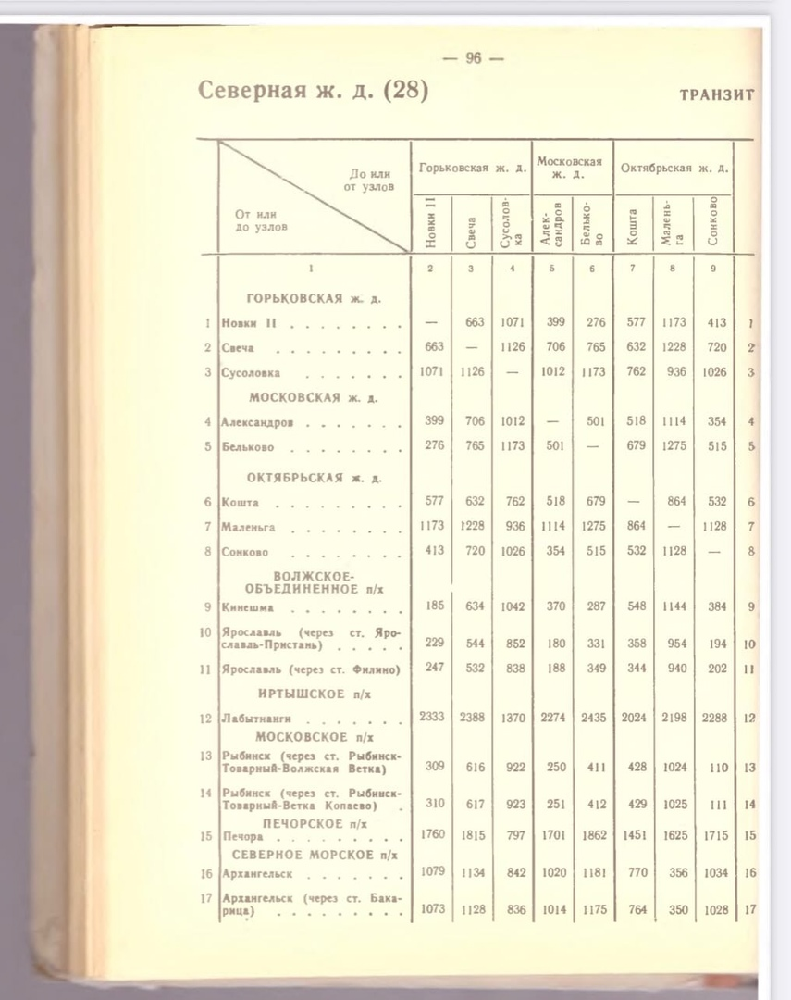 — 96 —
Северная ж. д. (28)
ТРАНЗИТ
До или
от узлов
От или
до узлов
Горьковская ж. д.
Московская
ж. д.
Октябрьская ж. д.
Новки II
Свеча
Сусолов-
ка
Алек-
сандров
Белько-
во
Кошта
Малень-
га
Сонково
1 2 3 4 5 6 7 8 9
ГОРЬКОВСКАЯ ж. д.
1 Новки II . . . . . . . . — 663 1071 399 276 577 1173 413 1
2 Свеча . . . . . . . . . 663 — 1126 706 765 632 1228 720 2
3 Сусоловка . . . . . . 1071 1126 — 1012 1173 762 936 1026 3
МОСКОВСКАЯ ж. д.
4 Александров . . . . . . . 399 706 1012 — 501 518 1114 354 4
5 Бельково . . . . . . . . 276 765 1173 501 — 679 1275 515 5
ОКТЯБРЬСКАЯ ж. д.
6 Кошта . . . . . . . . . 577 632 762 518 679 — 864 532 6
7 Маленьга . . . . . . . . 1173 1228 936 1114 1275 864 — 1128 7
8 Сонково . . . . . . . . 413 720 1026 354 515 532 1128 — 8
ВОЛЖСКОЕ-
ОБЪЕДИНЕННОЕ п/х
9 Кинешма . . . . . . . . 185 634 1042 370 287 548 1144 384 9
10 Ярославль (через ст. Яро-
славль-Пристань) . . . . . 229 544 852 180 331 358 954 194 10
11 Ярославль (через ст. Филино) 247 532 838 188 349 344 940 202 11
ИРТЫШСКОЕ п/х
12 Лабытнанги . . . . . . . 2333 2388 1370 2274 2435 2024 2198 2288 12
МОСКОВСКОЕ п/х
13 Рыбинск (через ст. Рыбинск-
Товарный-Волжская Ветка) 309 616 922 250 411 428 1024 110 13
14 Рыбинск (через ст. Рыбинск-
Товарный-Ветка Копаево) . 310 617 923 251 412 429 1025 111 14
ПЕЧОРСКОЕ п/х
15 Печора . . . . . . . . . 1760 1815 797 1701 1862 1451 1625 1715 15
СЕВЕРНОЕ МОРСКОЕ п/х
16 Архангельск . . . . . . . 1079 1134 842 1020 1181 770 356 1034 16
17 Архангельск (через ст. Бака-
рица) . . . . . . . . . 1073 1128 836 1014 1175 764 350 1028 17